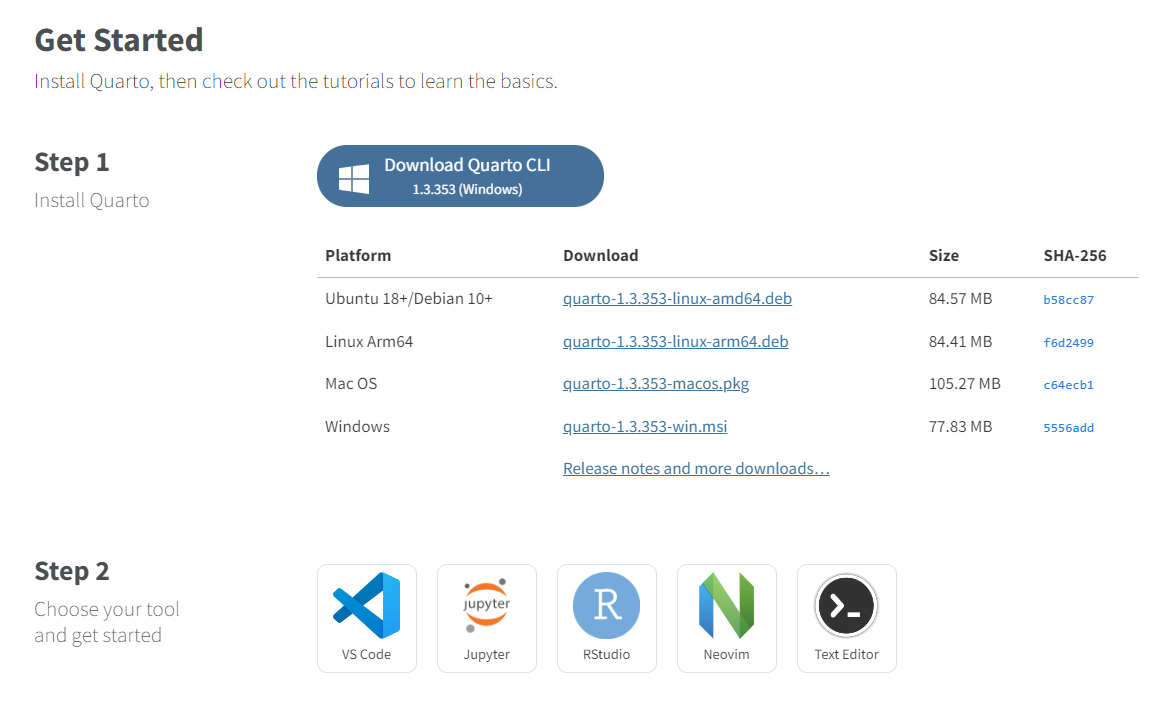 Get Started
Install Quarto, then check out the tutorials to learn the basics.
Step 1
Install Quarto
Download Quarto CLI
1.3.353 (Windows)
Platform Download Size SHA-256
Ubuntu 18+/Debian 10+ quarto-1.3.353-linux-amd64.deb 84.57 MB b58cc87
Linux Arm64 quarto-1.3.353-linux-arm64.deb 84.41 MB f6d2499
Mac OS quarto-1.3.353-macos.pkg 105.27 MB c64ecb1
Windows quarto-1.3.353-win.msi 77.83 MB 5556add
Release notes and more downloads…
Step 2
Choose your tool
and get started
jupyter
R
VS Code Jupyter RStudio Neovim Text Editor